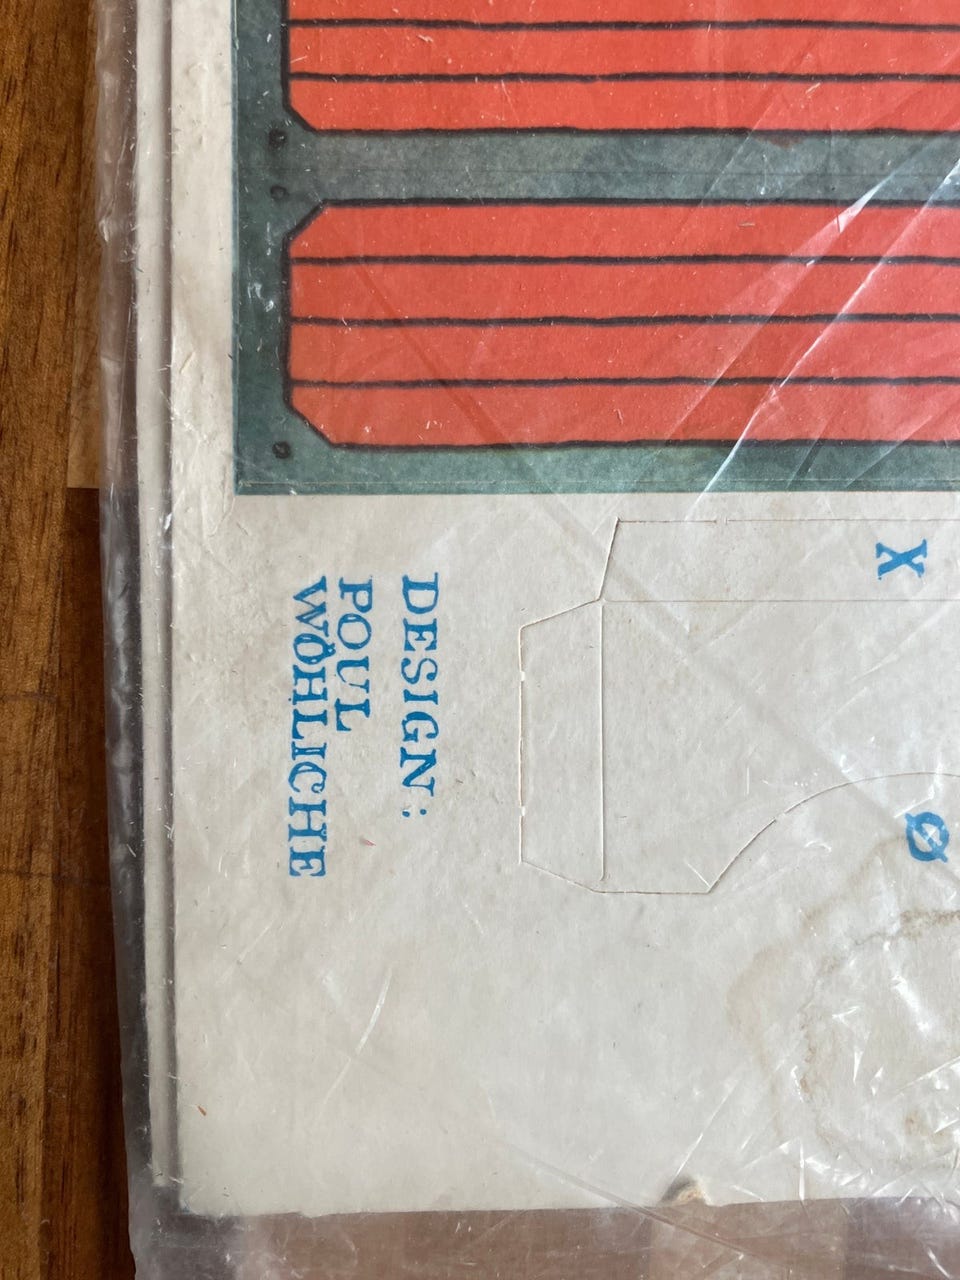 DESIGN:
POUL
WÖHLICHE
X
Ø